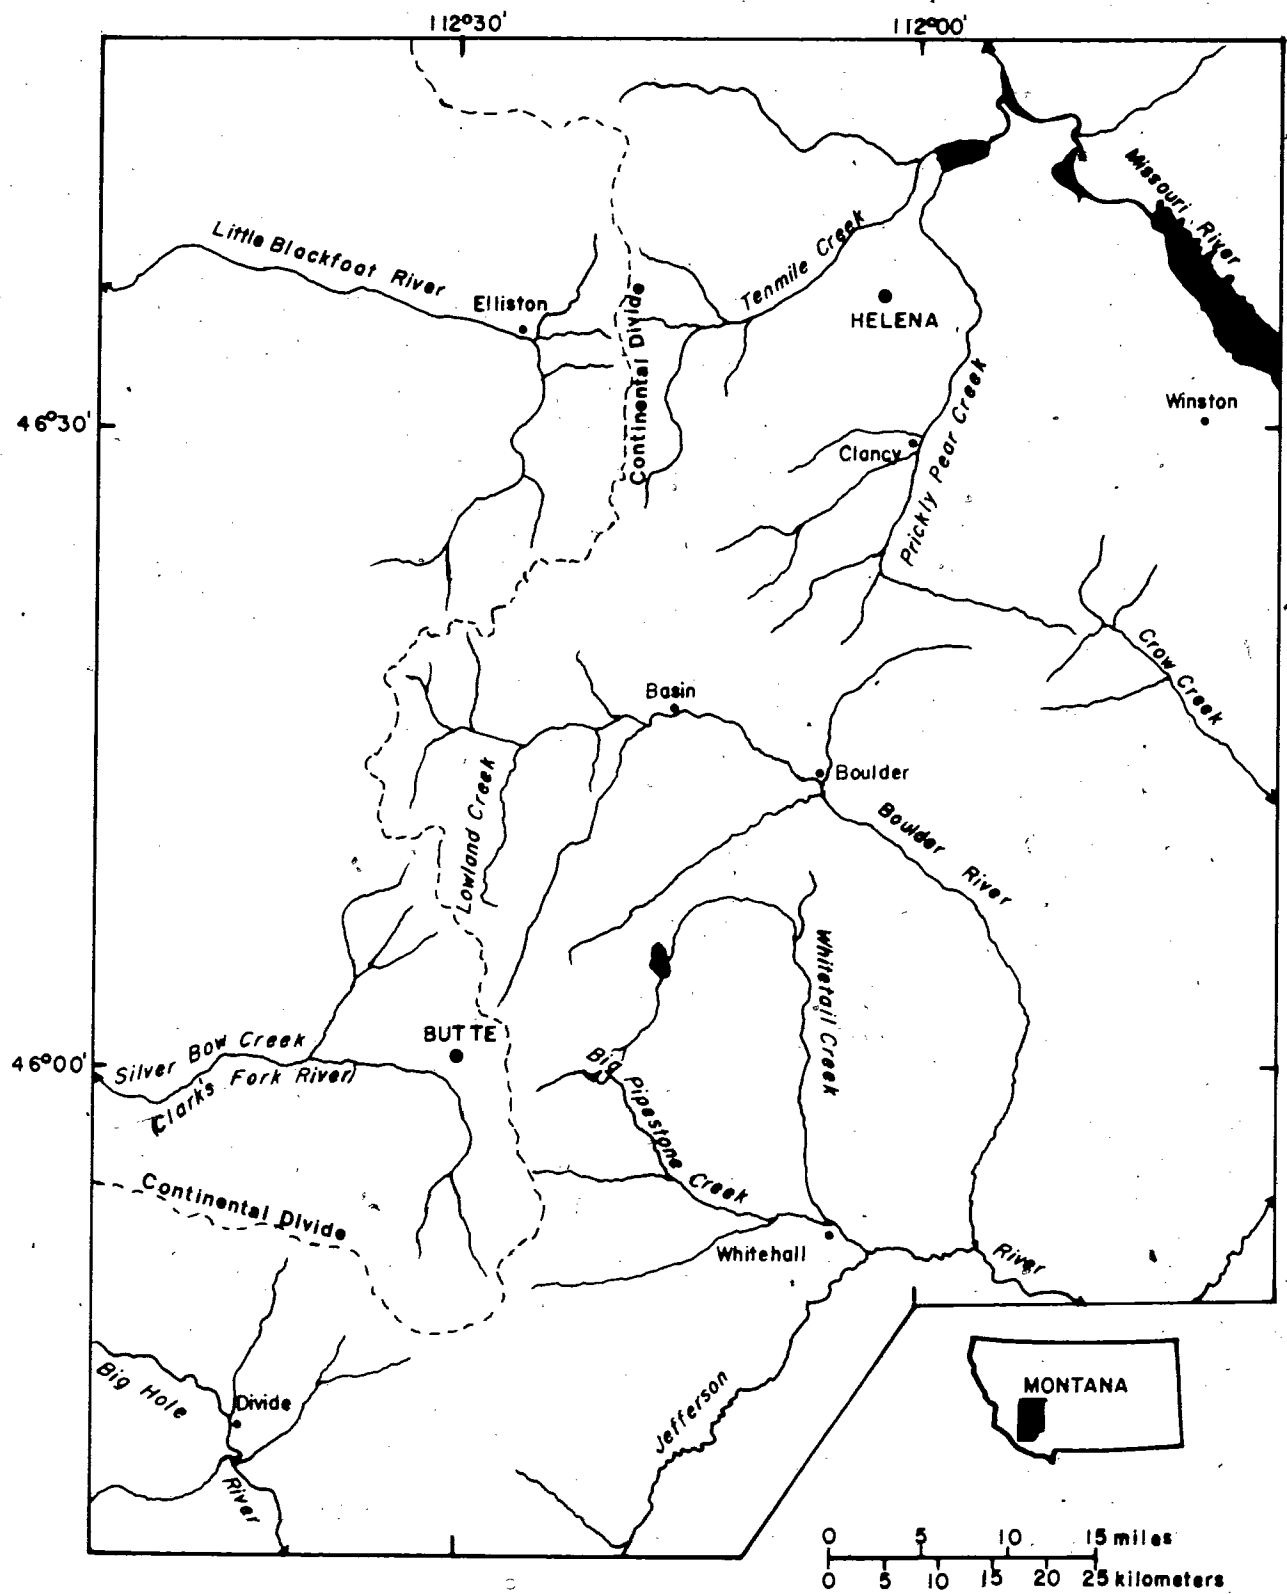 112°30'
112°00'
Missouri River
Little Blackfoot River
Tenmile Creek
Elliston
Continental Divide
HELENA
Winston
46°30'
Clancy
Prickly Pear Creek
Crow Creek
Basin
Boulder
Lowland Creek
Boulder River
Whitetail Creek
BUTTE
Silver Bow Creek
46°00'
Clark's Fork River)
Big Pipestone Creek
Continental Divide
Whitehall
River
Big Hole
Divide
River
Jefferson
MONTANA
0 5 10 15 miles
0 5 10 15 20 25 kilometers